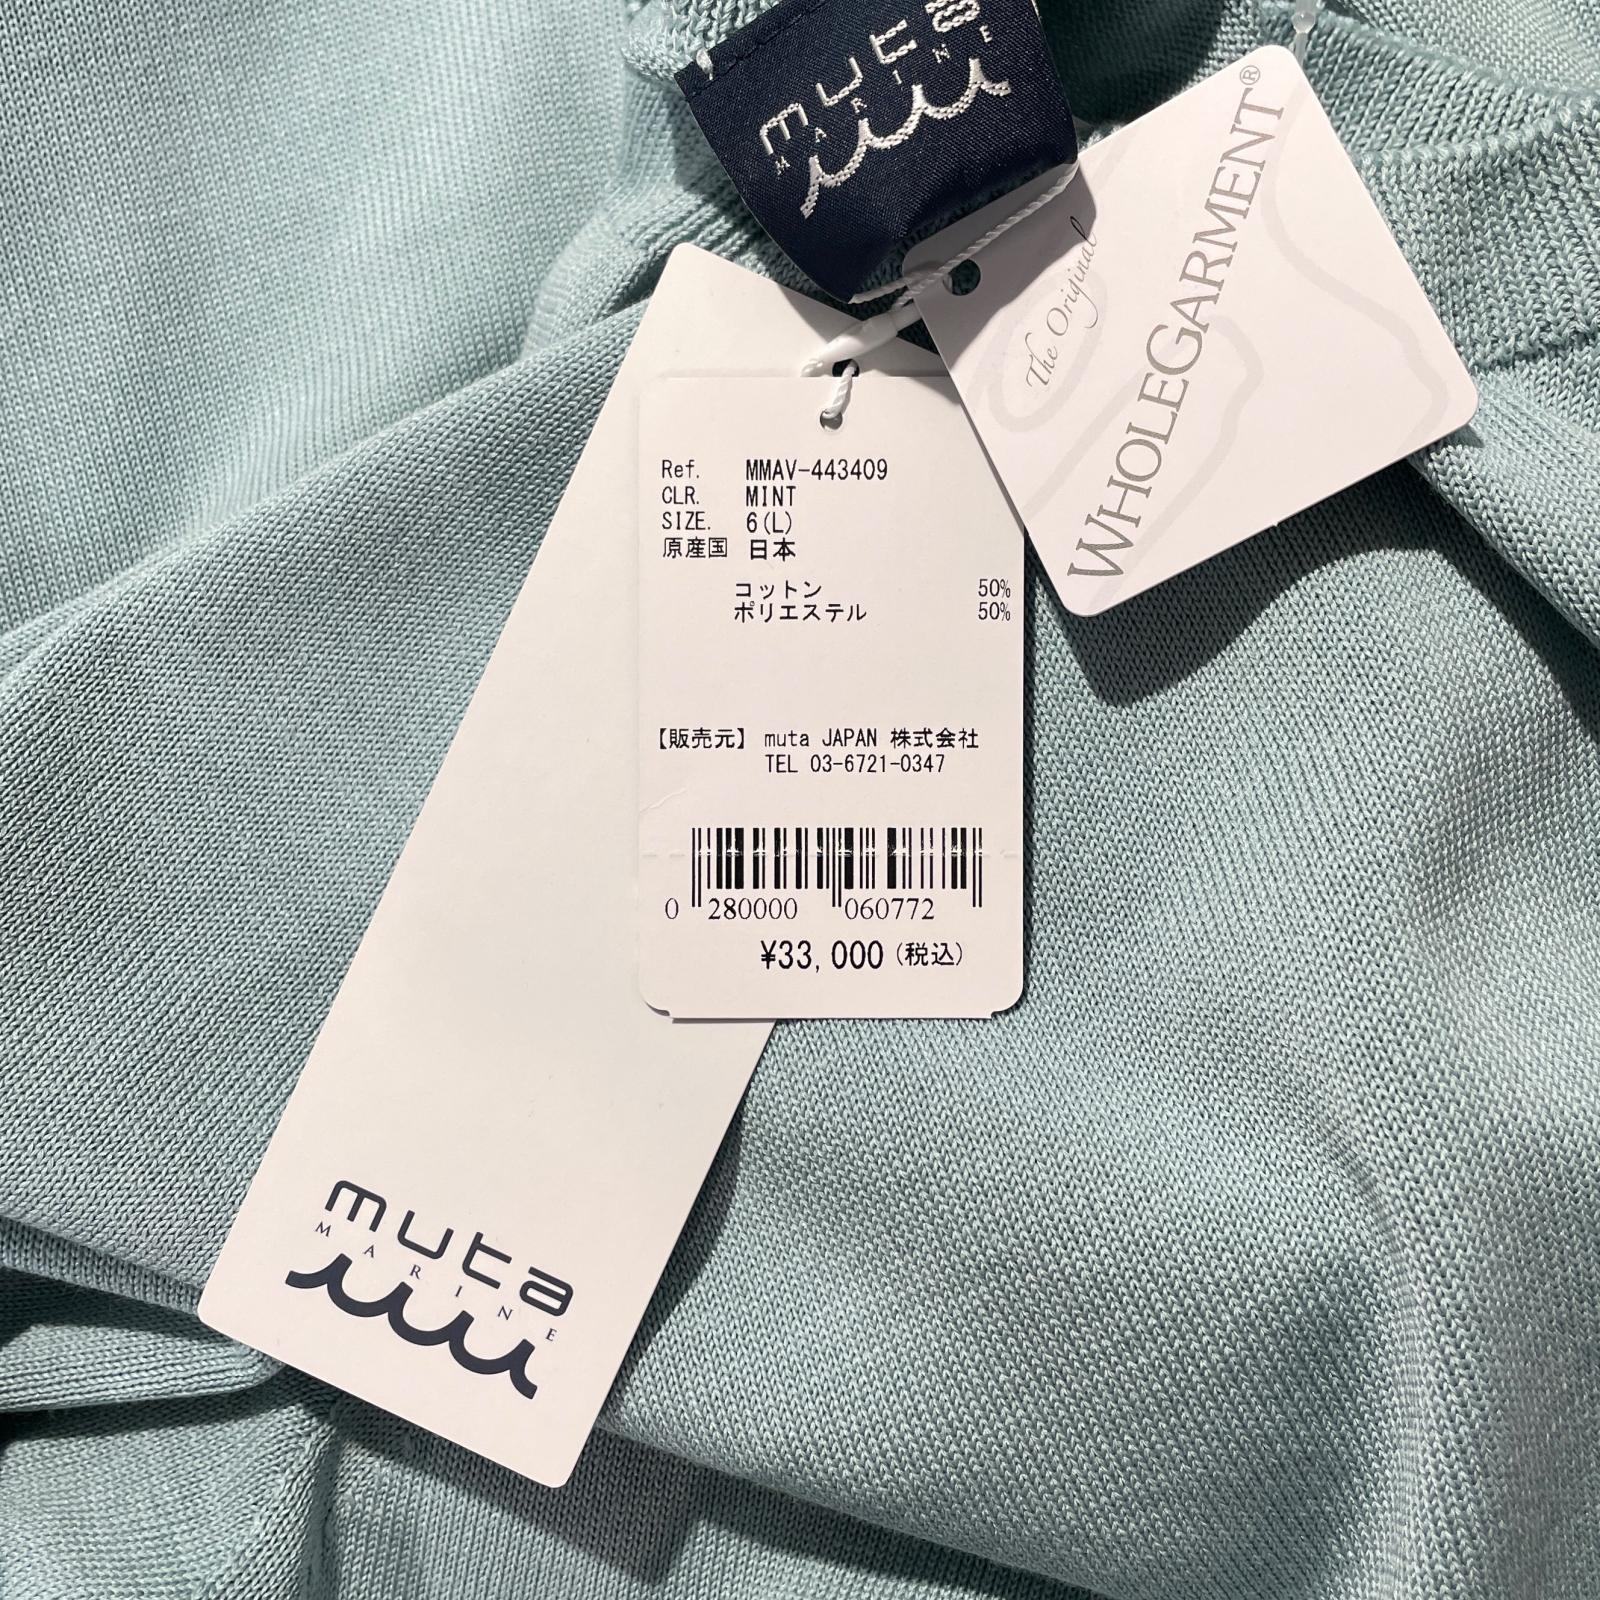 muta
MARINE
The Original
WHOLEGARMENT®
Ref. MMAV-443409
CLR. MINT
SIZE. 6(L)
原産国 日本
コットン 50%
ポリエステル 50%
【販売元】 muta JAPAN 株式会社
TEL 03-6721-0347
0 280000 060772
¥33,000(税込)
muta
MARINE